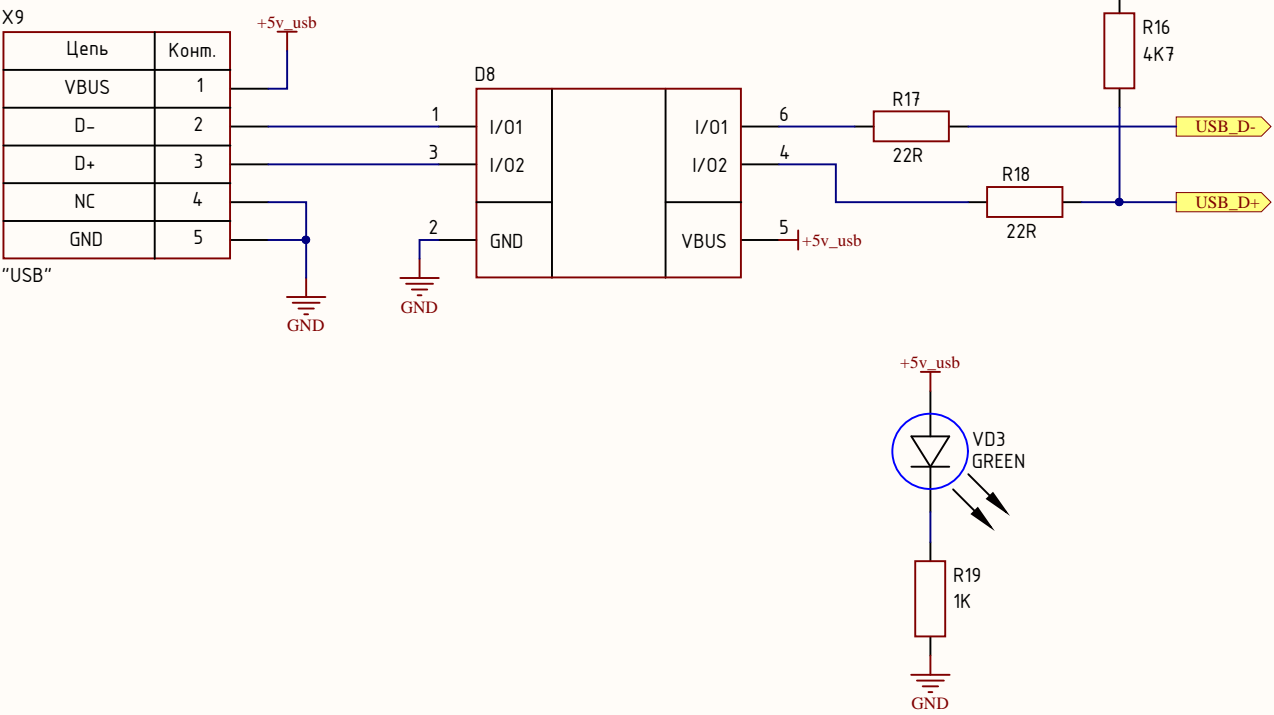 X9
Цепь Конт.
VBUS 1
D- 2
D+ 3
NC 4
GND 5
"USB"
+5v_usb
GND
D8
1 I/O1 I/O1 6
3 I/O2 I/O2 4
2 GND VBUS 5
+5v_usb
GND
R17
22R
R18
22R
R16
4K7
USB_D-
USB_D+
+5v_usb
VD3
GREEN
R19
1K
GND